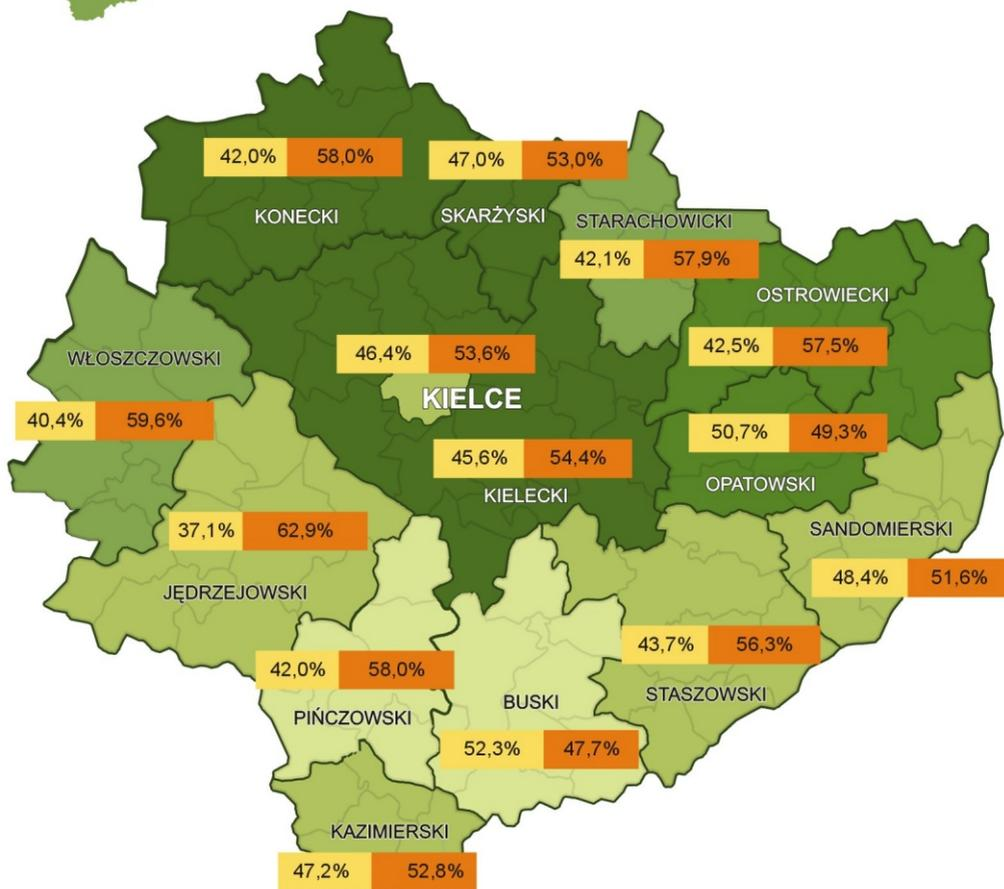 42,0% 58,0%
KONECKI
47,0% 53,0%
SKARŻYSKI
STARACHOWICKI
42,1% 57,9%
OSTROWIECKI
42,5% 57,5%
WŁOSZCZOWSKI
40,4% 59,6%
46,4% 53,6%
KIELCE
45,6% 54,4%
KIELECKI
50,7% 49,3%
OPATOWSKI
SANDOMIERSKI
48,4% 51,6%
37,1% 62,9%
JĘDRZEJOWSKI
43,7% 56,3%
STASZOWSKI
42,0% 58,0%
PIŃCZOWSKI
BUSKI
52,3% 47,7%
KAZIMIERSKI
47,2% 52,8%